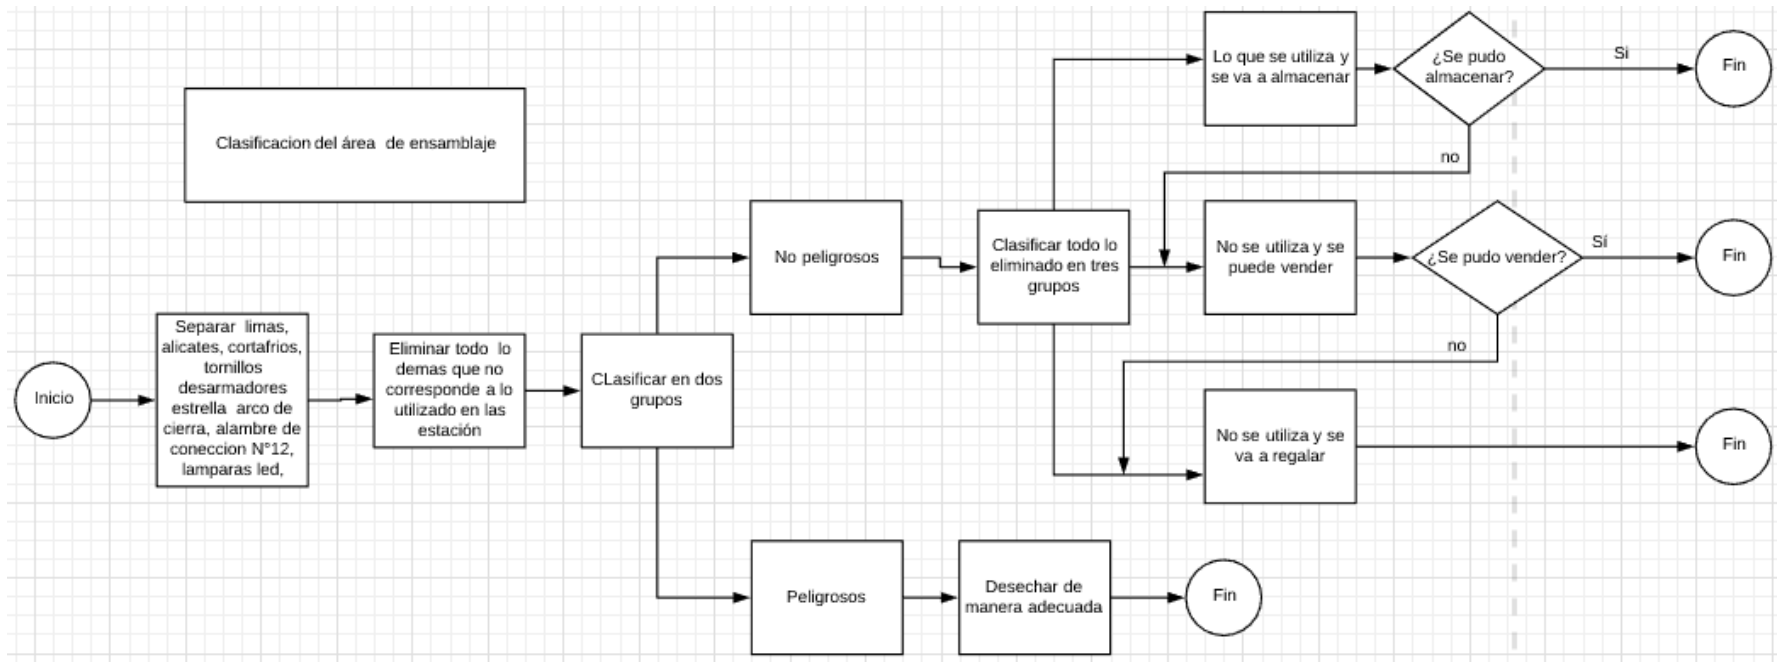 Clasificacion del área de ensamblaje
Inicio
Separar limas,
alicates, cortafrios,
tornillos
desarmadores
estrella arco de
cierra, alambre de
coneccion N°12,
lamparas led,
Eliminar todo lo
demas que no
corresponde a lo
utilizado en las
estación
CLasificar en dos
grupos
No peligrosos
Clasificar todo lo
eliminado en tres
grupos
Lo que se utiliza y
se va a almacenar
¿Se pudo
almacenar?
Si
Fin
no
No se utiliza y se
puede vender
¿Se pudo vender?
Sí
Fin
no
No se utiliza y se
va a regalar
Fin
Peligrosos
Desechar de
manera adecuada
Fin